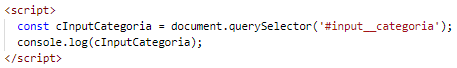 <script>
const cInputCategoria = document.querySelector('#input__categoria');
console.log(cInputCategoria);
</script>